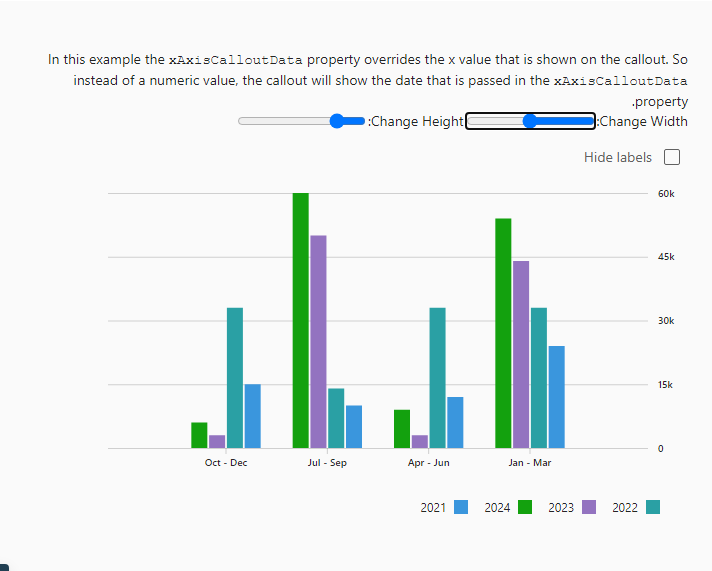 In this example the xAxisCalloutData property overrides the x value that is shown on the callout. So
instead of a numeric value, the callout will show the date that is passed in the xAxisCalloutData
.property
:Change Height :Change Width
Hide labels
60k
45k
30k
15k
0
Oct - Dec Jul - Sep Apr - Jun Jan - Mar
2021 2024 2023 2022